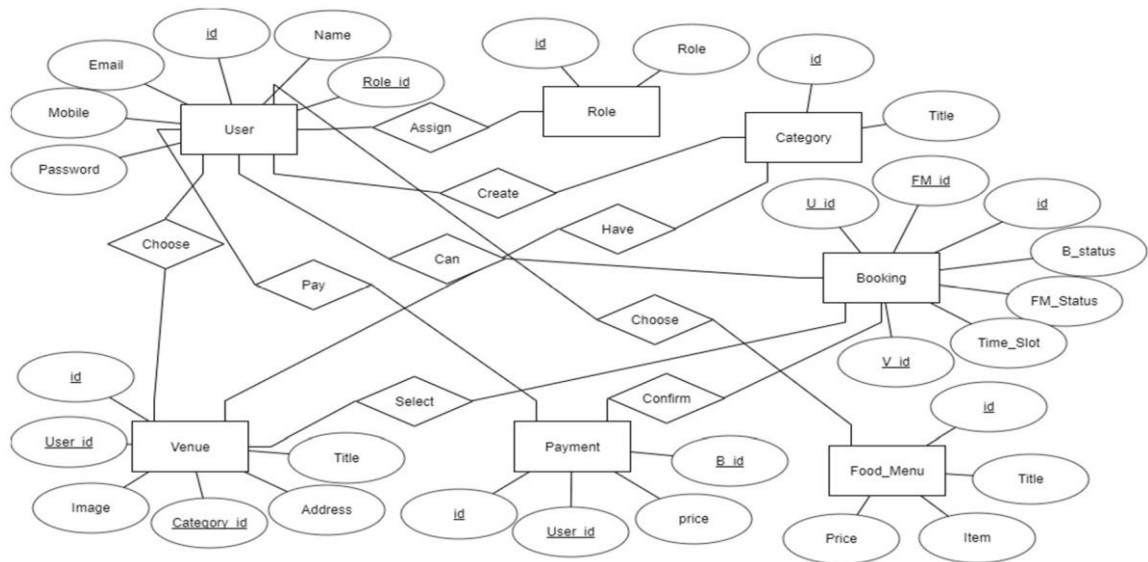 id
Name
Email
Role_id
Mobile
User
Password
Assign
id
Role
Role
id
Title
Category
Create
Have
Choose
Can
Pay
FM_id
U_id
id
B_status
Booking
FM_Status
Time_Slot
V_id
Choose
Select
Confirm
id
User_id
Venue
Title
Image
Category_id
Address
Payment
B_id
id
User_id
price
id
Food_Menu
Title
Price
Item